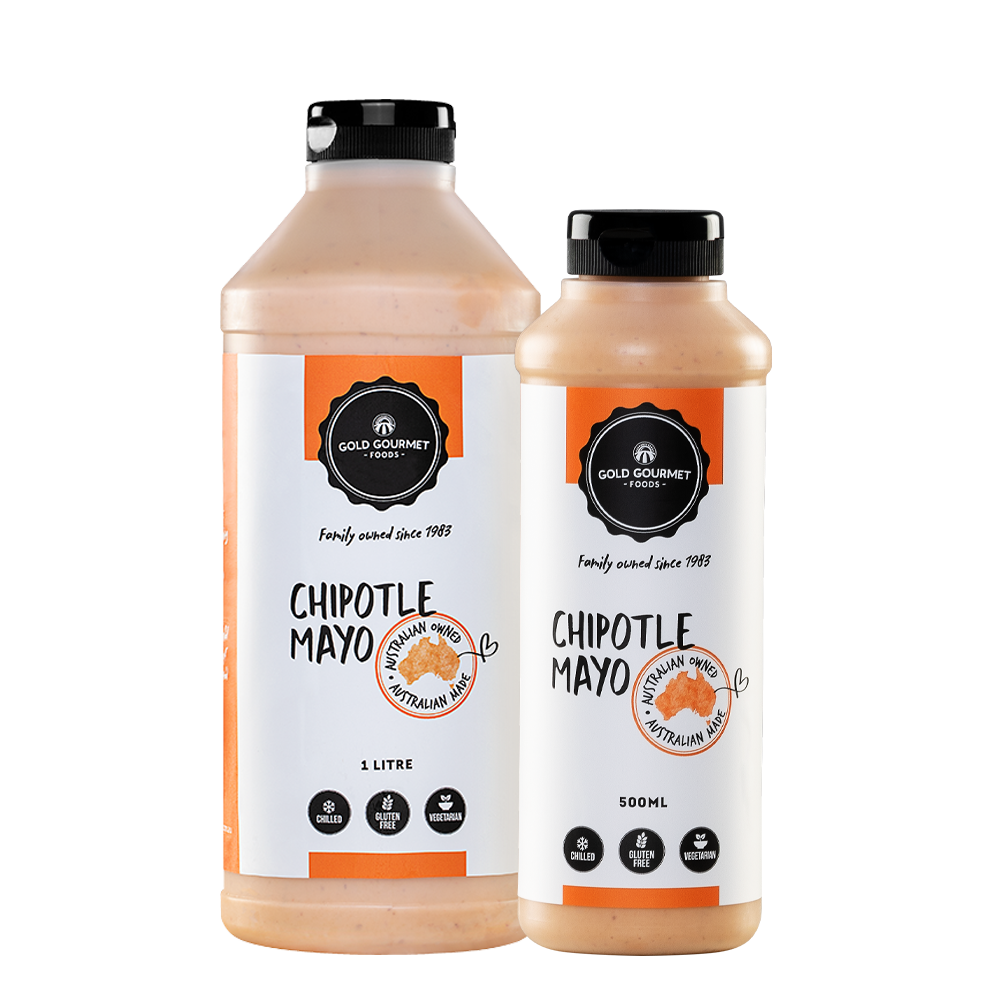 GOLD GOURMET
- FOODS -
Family owned since 1983
CHIPOTLE
MAYO
AUSTRALIAN OWNED
• AUSTRALIAN MADE •
1 LITRE
CHILLED
GLUTEN
FREE
VEGETARIAN
GOLD GOURMET
- FOODS -
Family owned since 1983
CHIPOTLE
MAYO
AUSTRALIAN OWNED
• AUSTRALIAN MADE •
500ML
CHILLED
GLUTEN
FREE
VEGETARIAN